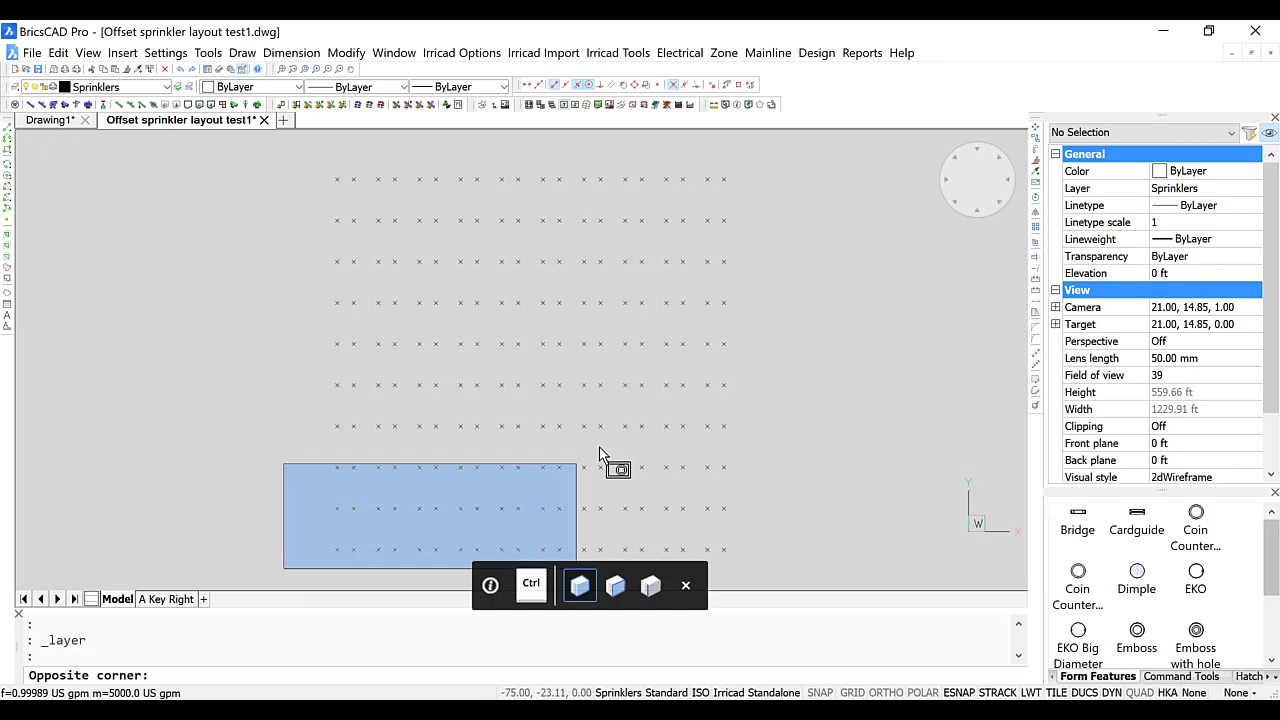 BricsCAD Pro - [Offset sprinkler layout test1.dwg]
File Edit View Insert Settings Tools Draw Dimension Modify Window Irricad Options Irricad Import Irricad Tools Electrical Zone Mainline Design Reports Help
Sprinklers ByLayer ByLayer ByLayer
Drawing1* Offset sprinkler layout test1*
No Selection
General
Color ByLayer
Layer Sprinklers
Linetype ByLayer
Linetype scale 1
Lineweight ByLayer
Transparency ByLayer
Elevation 0 ft
View
Camera 21.00, 14.85, 1.00
Target 21.00, 14.85, 0.00
Perspective Off
Lens length 50.00 mm
Field of view 39
Height 559.66 ft
Width 1229.91 ft
Clipping Off
Front plane 0 ft
Back plane 0 ft
Visual style 2dWireframe
Y
W
X
Bridge Cardguide Coin Counter...
Coin Counter... Dimple EKO
EKO Big Diameter Emboss Emboss with hole
Form Features Command Tools Hatch
Ctrl
Model A Key Right
:
: _layer
:
Opposite corner:
f=0.99989 US gpm m=5000.0 US gpm
-75.00, -23.11, 0.00 Sprinklers Standard ISO Irricad Standalone SNAP GRID ORTHO POLAR ESNAP STRACK LWT TILE DUCS DYN QUAD HKA None None